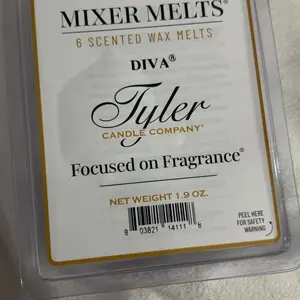 MIXER MELTS®
6 SCENTED WAX MELTS
DIVA®
Tyler
CANDLE COMPANY®
Focused on Fragrance®
NET WEIGHT 1.9 OZ.
8 03821 14111 8
PEEL HERE
FOR SAFETY
WARNING